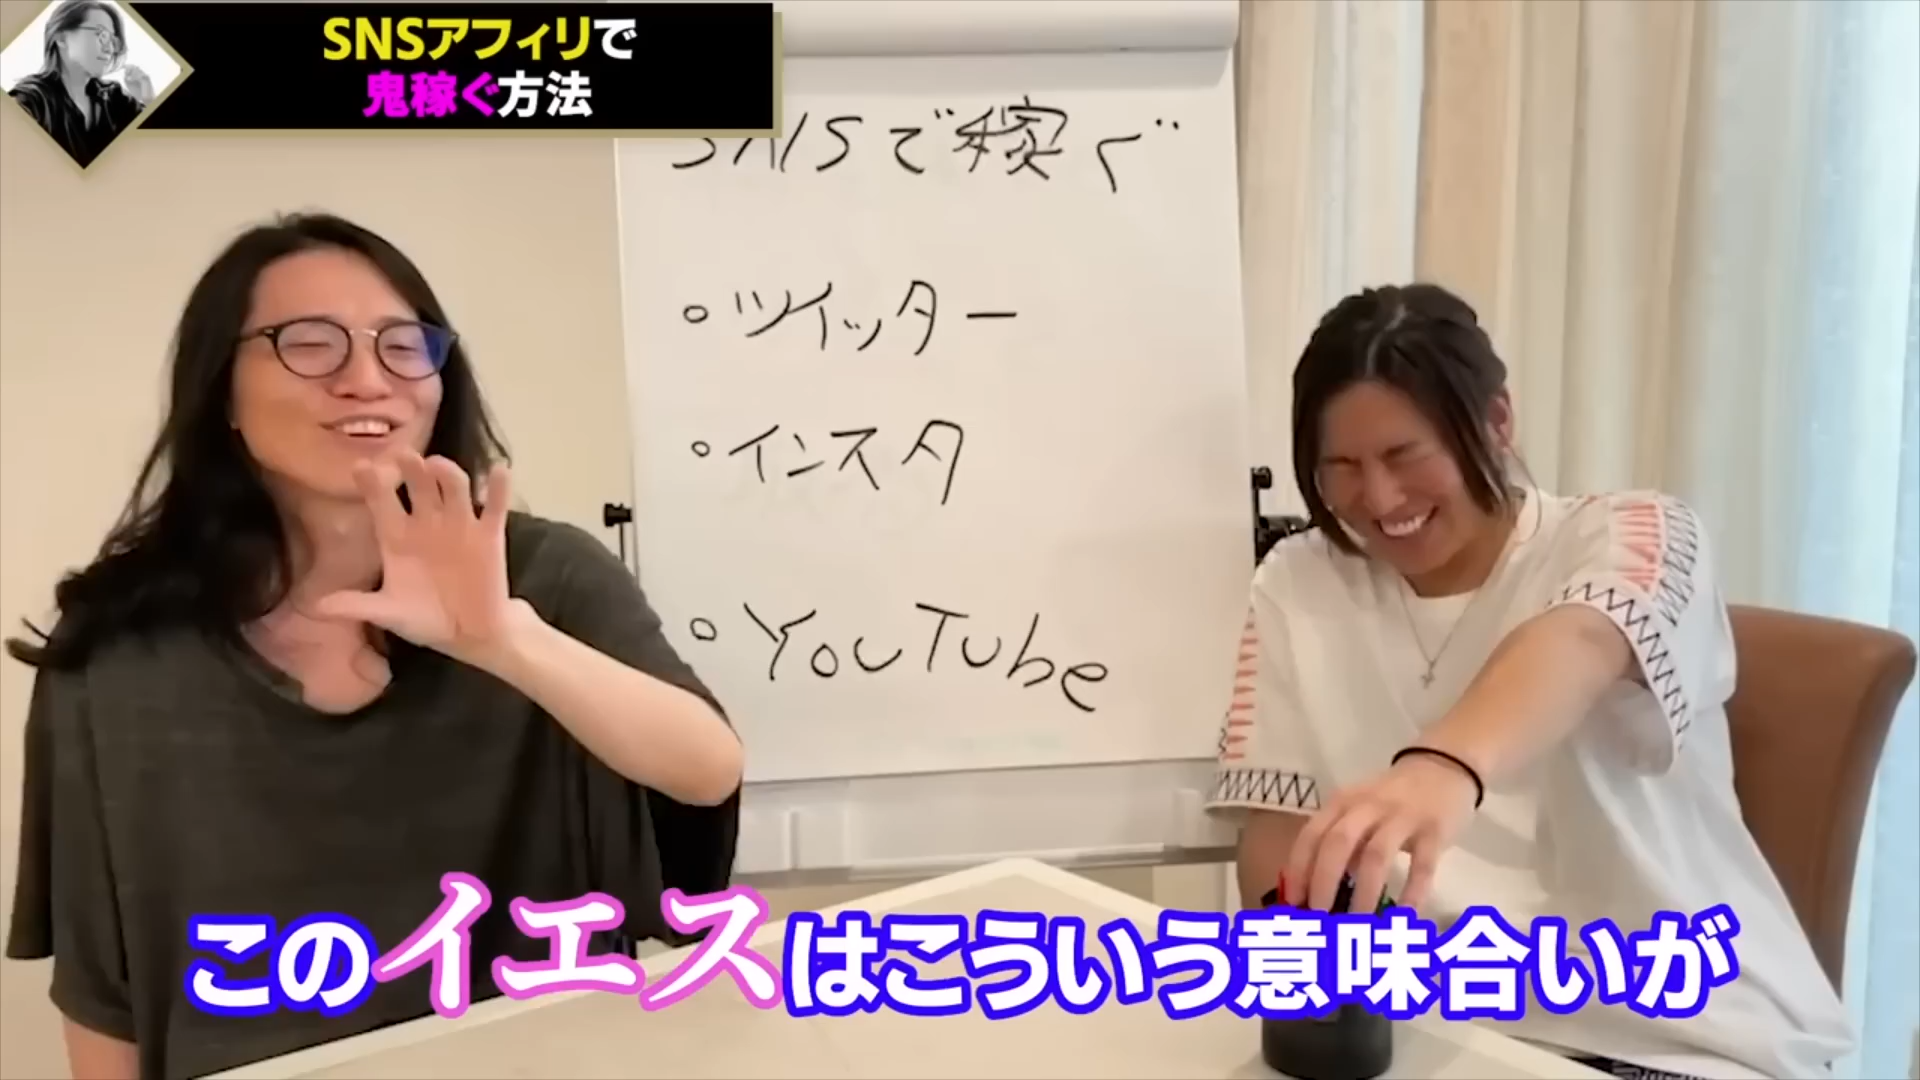 SNSアフィリで
鬼稼ぐ方法
SNSで稼ぐ
・ツイッター
・インスタ
・YouTube
このイエスはこういう意味合いが